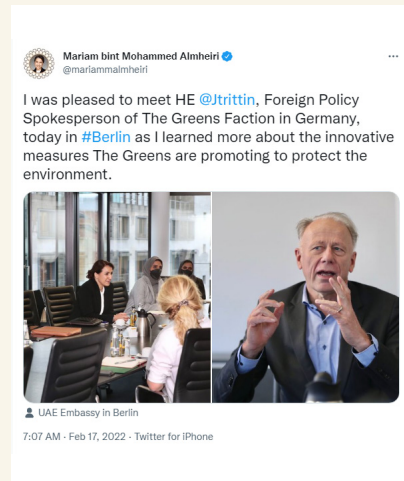 Mariam bint Mohammed Almheiri
@mariammalmheiri
I was pleased to meet HE @Jtrittin, Foreign Policy
Spokesperson of The Greens Faction in Germany,
today in #Berlin as I learned more about the innovative
measures The Greens are promoting to protect the
environment.
UAE Embassy in Berlin
7:07 AM · Feb 17, 2022 · Twitter for iPhone